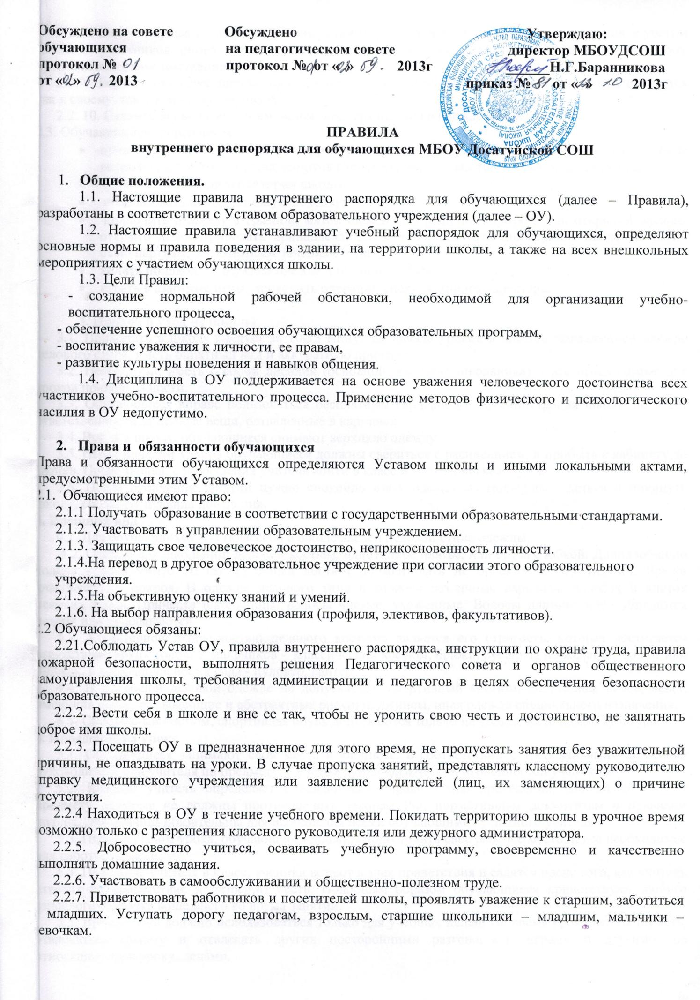 Обсуждено на совете Обсуждено Утверждаю:
обучающихся на педагогическом совете директор МБОУДСОШ
протокол № 01 протокол № 01 от «02» 09. 2013г Н.Г.Баранникова
от «02» 09. 2013 приказ № 81 от «12» 10 2013г
ПРАВИЛА
внутреннего распорядка для обучающихся МБОУ Досатуйской СОШ
1. Общие положения.
1.1. Настоящие правила внутреннего распорядка для обучающихся (далее – Правила),
разработаны в соответствии с Уставом образовательного учреждения (далее – ОУ).
1.2. Настоящие правила устанавливают учебный распорядок для обучающихся, определяют
основные нормы и правила поведения в здании, на территории школы, а также на всех внешкольных
мероприятиях с участием обучающихся школы.
1.3. Цели Правил:
- создание нормальной рабочей обстановки, необходимой для организации учебно-
воспитательного процесса,
- обеспечение успешного освоения обучающихся образовательных программ,
- воспитание уважения к личности, ее правам,
- развитие культуры поведения и навыков общения.
1.4. Дисциплина в ОУ поддерживается на основе уважения человеческого достоинства всех
участников учебно-воспитательного процесса. Применение методов физического и психологического
насилия в ОУ недопустимо.
2. Права и обязанности обучающихся
Права и обязанности обучающихся определяются Уставом школы и иными локальными актами,
предусмотренными этим Уставом.
2.1. Обчающиеся имеют право:
2.1.1 Получать образование в соответствии с государственными образовательными стандартами.
2.1.2. Участвовать в управлении образовательным учреждением.
2.1.3. Защищать свое человеческое достоинство, неприкосновенность личности.
2.1.4.На перевод в другое образовательное учреждение при согласии этого образовательного
учреждения.
2.1.5.На объективную оценку знаний и умений.
2.1.6. На выбор направления образования (профиля, элективов, факультативов).
2.2 Обучающиеся обязаны:
2.21.Соблюдать Устав ОУ, правила внутреннего распорядка, инструкции по охране труда, правила
пожарной безопасности, выполнять решения Педагогического совета и органов общественного
самоуправления школы, требования администрации и педагогов в целях обеспечения безопасности
образовательного процесса.
2.2.2. Вести себя в школе и вне ее так, чтобы не уронить свою честь и достоинство, не запятнать
доброе имя школы.
2.2.3. Посещать ОУ в предназначенное для этого время, не пропускать занятия без уважительной
причины, не опаздывать на уроки. В случае пропуска занятий, представлять классному руководителю
справку медицинского учреждения или заявление родителей (лиц, их заменяющих) о причине
отсутствия.
2.2.4 Находиться в ОУ в течение учебного времени. Покидать территорию школы в урочное время
возможно только с разрешения классного руководителя или дежурного администратора.
2.2.5. Добросовестно учиться, осваивать учебную программу, своевременно и качественно
выполнять домашние задания.
2.2.6. Участвовать в самообслуживании и общественно-полезном труде.
2.2.7. Приветствовать работников и посетителей школы, проявлять уважение к старшим, заботиться
младших. Уступать дорогу педагогам, взрослым, старшие школьники – младшим, мальчики –
девочкам.